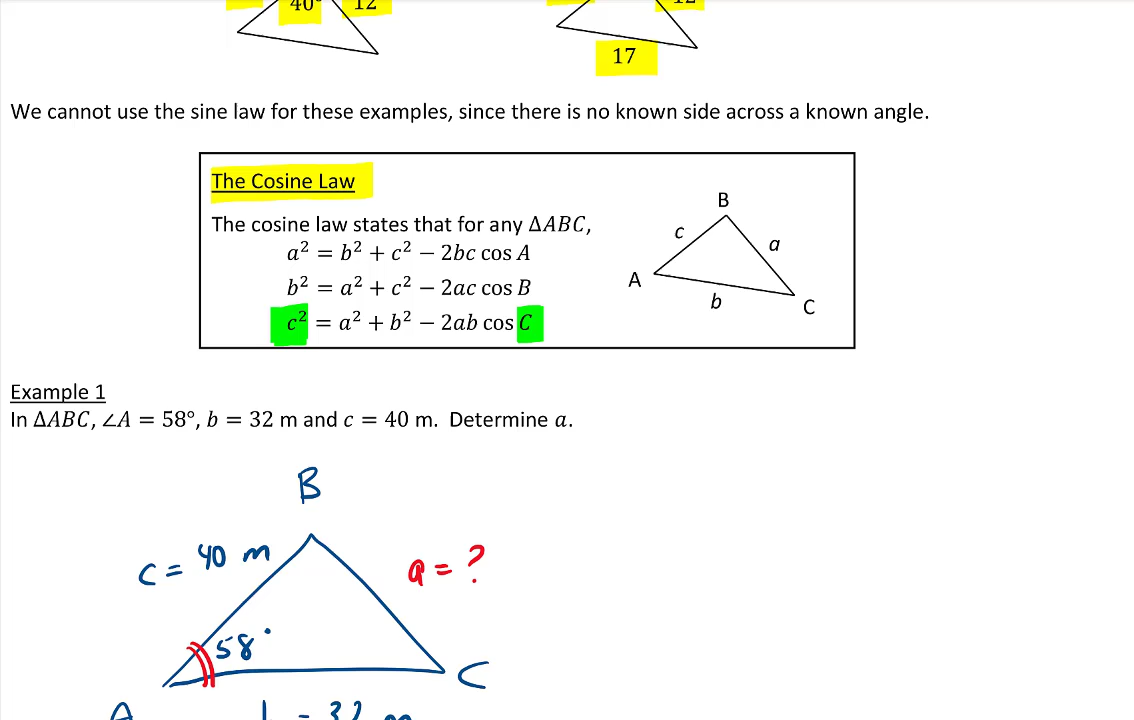 40° 12 12
17
We cannot use the sine law for these examples, since there is no known side across a known angle.
The Cosine Law
The cosine law states that for any ΔABC,
a² = b² + c² − 2bc cos A
b² = a² + c² − 2ac cos B
c² = a² + b² − 2ab cos C
B
c a
A
b C
Example 1
In ΔABC, ∠A = 58°, b = 32 m and c = 40 m. Determine a.
B
c = 40 m a = ?
58°
C
A b = 32 m